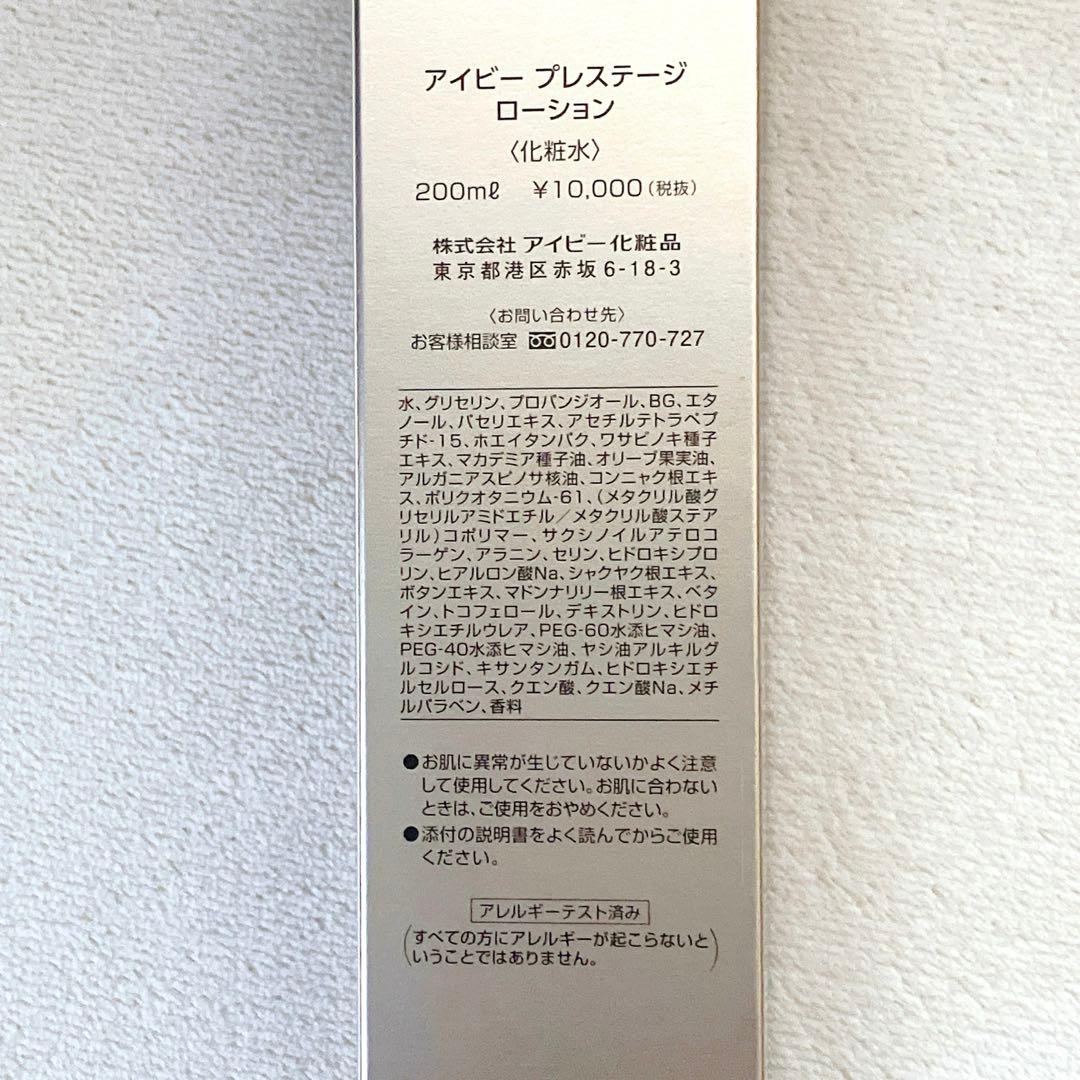 アイビー プレステージ
ローション
〈化粧水〉
200mℓ ¥10,000(税抜)
株式会社 アイビー化粧品
東京都港区赤坂6-18-3
〈お問い合わせ先〉
お客様相談室 0120-770-727
水、グリセリン、プロパンジオール、BG、エタ
ノール、パセリエキス、アセチルテトラペプ
チド-15、ホエイタンパク、ワサビノキ種子
エキス、マカデミア種子油、オリーブ果実油、
アルガニアスピノサ核油、コンニャク根エキ
ス、ポリクオタニウム-61、(メタクリル酸グ
リセリルアミドエチル/メタクリル酸ステア
リル)コポリマー、サクシノイルアテロコ
ラーゲン、アラニン、セリン、ヒドロキシプロ
リン、ヒアルロン酸Na、シャクヤク根エキス、
ボタンエキス、マドンナリリー根エキス、ベタ
イン、トコフェロール、デキストリン、ヒドロ
キシエチルウレア、PEG-60水添ヒマシ油、
PEG-40水添ヒマシ油、ヤシ油アルキルグ
ルコシド、キサンタンガム、ヒドロキシエチ
ルセルロース、クエン酸、クエン酸Na、メチ
ルパラベン、香料
●お肌に異常が生じていないかよく注意
して使用してください。お肌に合わない
ときは、ご使用をおやめください。
●添付の説明書をよく読んでからご使用
ください。
アレルギーテスト済み
(すべての方にアレルギーが起こらないと
いうことではありません。)